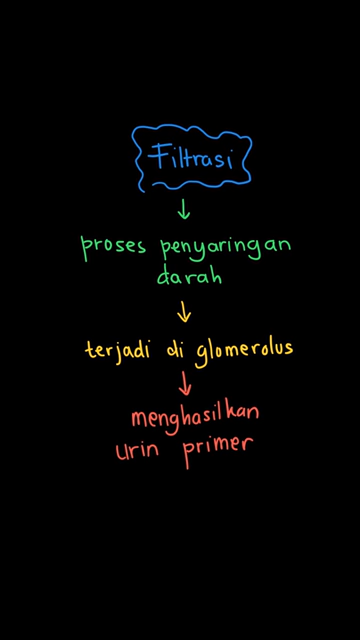 Filtrasi
proses penyaringan
darah
terjadi di glomerolus
menghasilkan
urin primer